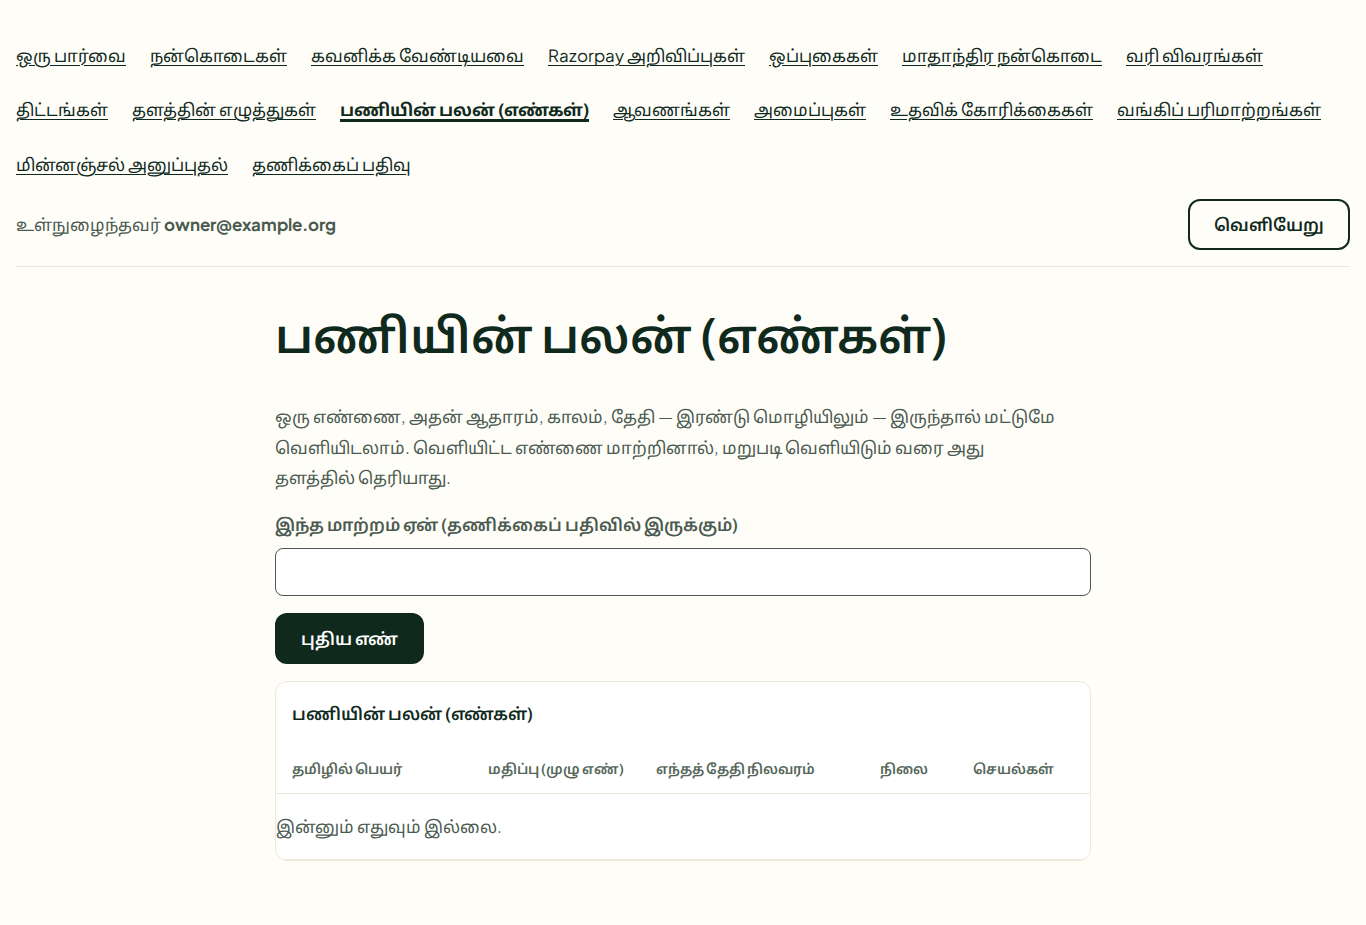 ஒரு பார்வை நன்கொடைகள் கவனிக்க வேண்டியவை Razorpay அறிவிப்புகள் ஒப்புகைகள் மாதாந்திர நன்கொடை வரி விவரங்கள்
திட்டங்கள் தளத்தின் எழுத்துகள் பணியின் பலன் (எண்கள்) ஆவணங்கள் அமைப்புகள் உதவிக் கோரிக்கைகள் வங்கிப் பரிமாற்றங்கள்
மின்னஞ்சல் அனுப்புதல் தணிக்கைப் பதிவு
உள்நுழைந்தவர் owner@example.org வெளியேறு
பணியின் பலன் (எண்கள்)
ஒரு எண்ணை, அதன் ஆதாரம், காலம், தேதி — இரண்டு மொழியிலும் — இருந்தால் மட்டுமே
வெளியிடலாம். வெளியிட்ட எண்ணை மாற்றினால், மறுபடி வெளியிடும் வரை அது
தளத்தில் தெரியாது.
இந்த மாற்றம் ஏன் (தணிக்கைப் பதிவில் இருக்கும்)
புதிய எண்
பணியின் பலன் (எண்கள்)
தமிழில் பெயர் மதிப்பு (முழு எண்) எந்தத் தேதி நிலவரம் நிலை செயல்கள்
இன்னும் எதுவும் இல்லை.